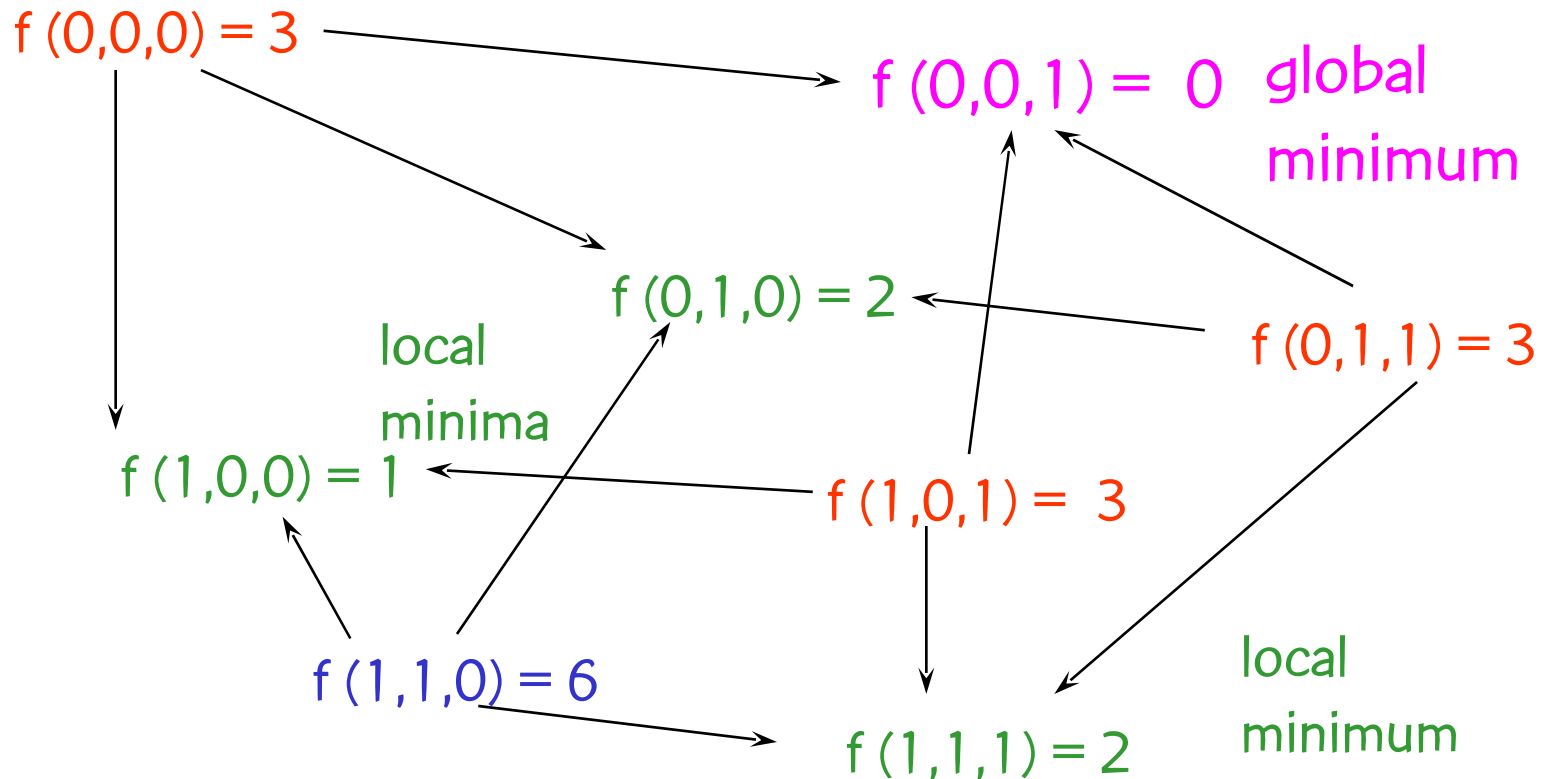 f (0,0,0) = 3
f (0,0,1) = 0
global
minimum
f (0,1,0) = 2
f (0,1,1) = 3
local
minima
f (1,0,0) = 1
f (1,0,1) = 3
f (1,1,0) = 6
local
minimum
f (1,1,1) = 2